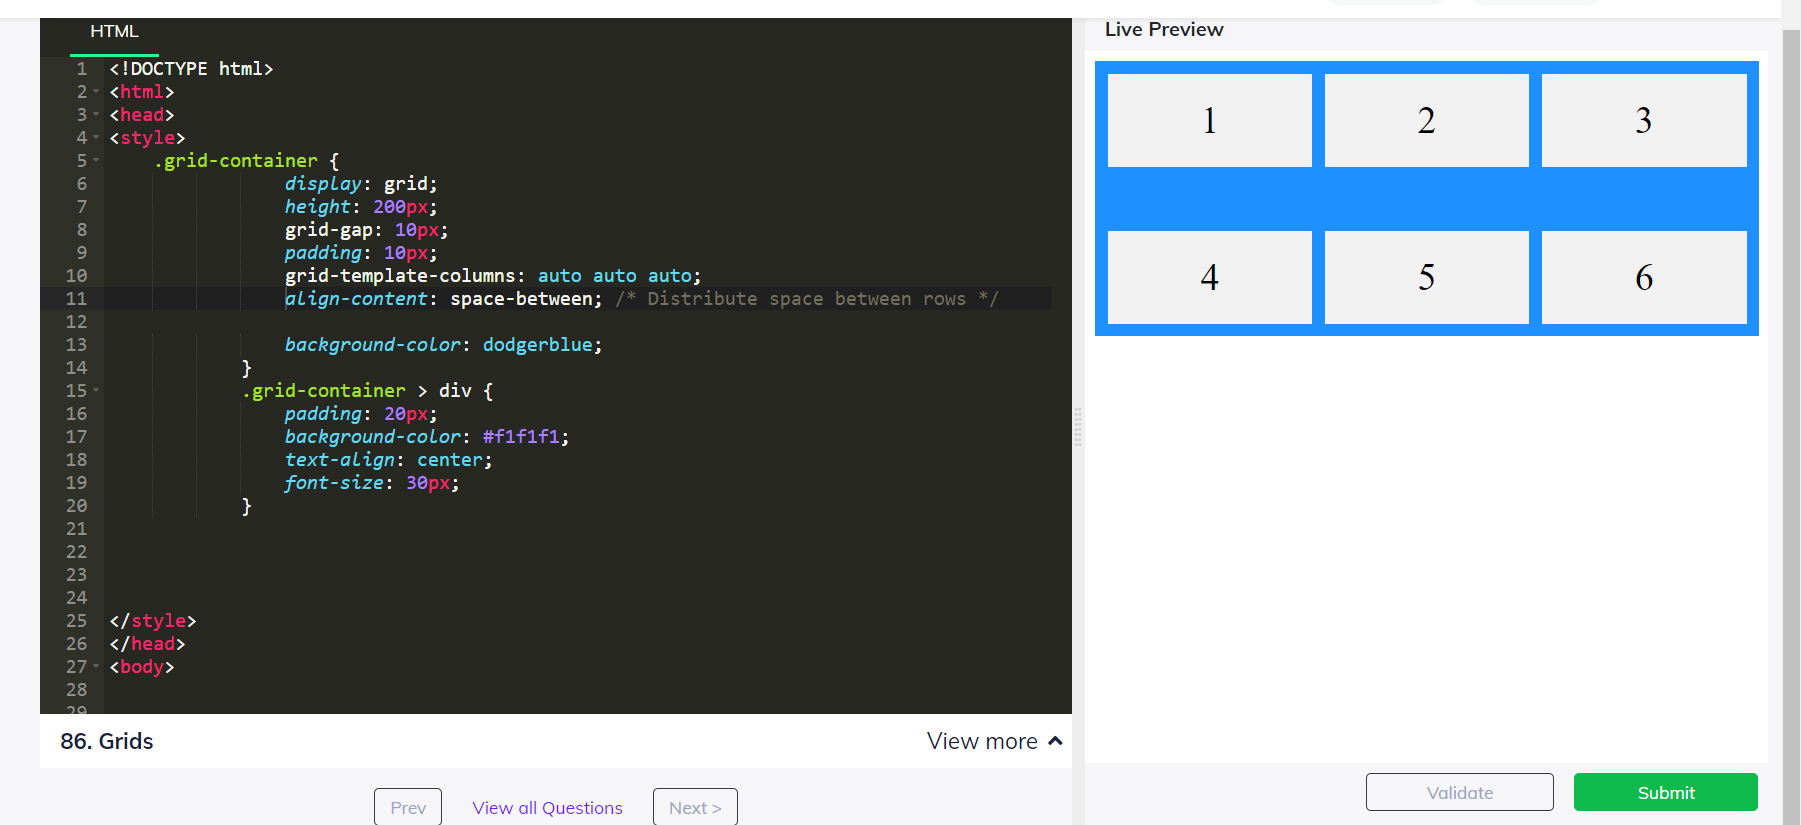 HTML
Live Preview
1 <!DOCTYPE html>
2 <html>
3 <head>
4 <style>
5 .grid-container {
6 display: grid;
7 height: 200px;
8 grid-gap: 10px;
9 padding: 10px;
10 grid-template-columns: auto auto auto;
11 align-content: space-between; /* Distribute space between rows */
12
13 background-color: dodgerblue;
14 }
15 .grid-container > div {
16 padding: 20px;
17 background-color: #f1f1f1;
18 text-align: center;
19 font-size: 30px;
20 }
21
22
23
24
25 </style>
26 </head>
27 <body>
28
29
1 2 3
4 5 6
86. Grids
View more
Prev
View all Questions
Next >
Validate
Submit